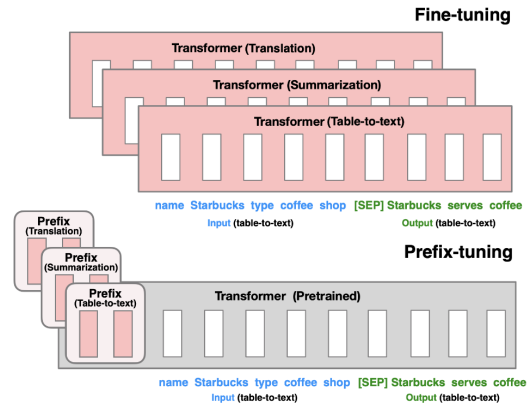 Fine-tuning
Transformer (Translation)
Transformer (Summarization)
Transformer (Table-to-text)
name Starbucks type coffee shop [SEP] Starbucks serves coffee
Input (table-to-text) Output (table-to-text)
Prefix-tuning
Prefix
(Translation)
Prefix
(Summarization)
Prefix
(Table-to-text)
Transformer (Pretrained)
name Starbucks type coffee shop [SEP] Starbucks serves coffee
Input (table-to-text) Output (table-to-text)